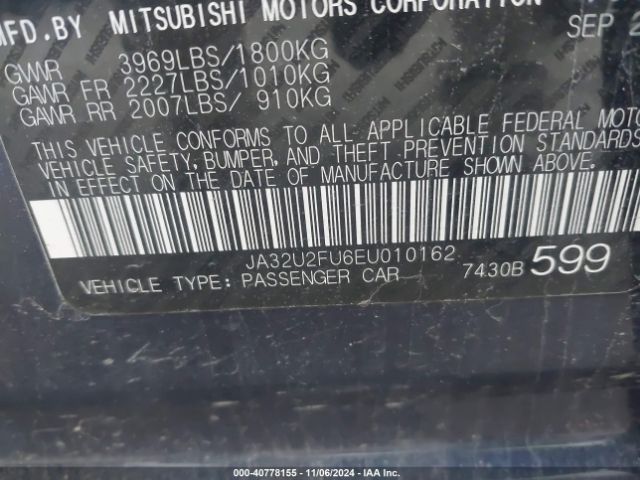 MFD.BY MITSUBISHI MOTORS CORPORATION
SEP
GVWR 3969LBS/1800KG
GAWR FR 2227LBS/1010KG
GAWR RR 2007LBS/ 910KG
THIS VEHICLE CONFORMS TO ALL APPLICABLE FEDERAL MOTO
VEHICLE SAFETY, BUMPER, AND THEFT PREVENTION STANDARDS
IN EFFECT ON THE DATE OF MANUFACTURE SHOWN ABOVE.
JA32U2FU6EU010162
VEHICLE TYPE: PASSENGER CAR 7430B 599
000-40778155 - 11/06/2024 - IAA Inc.